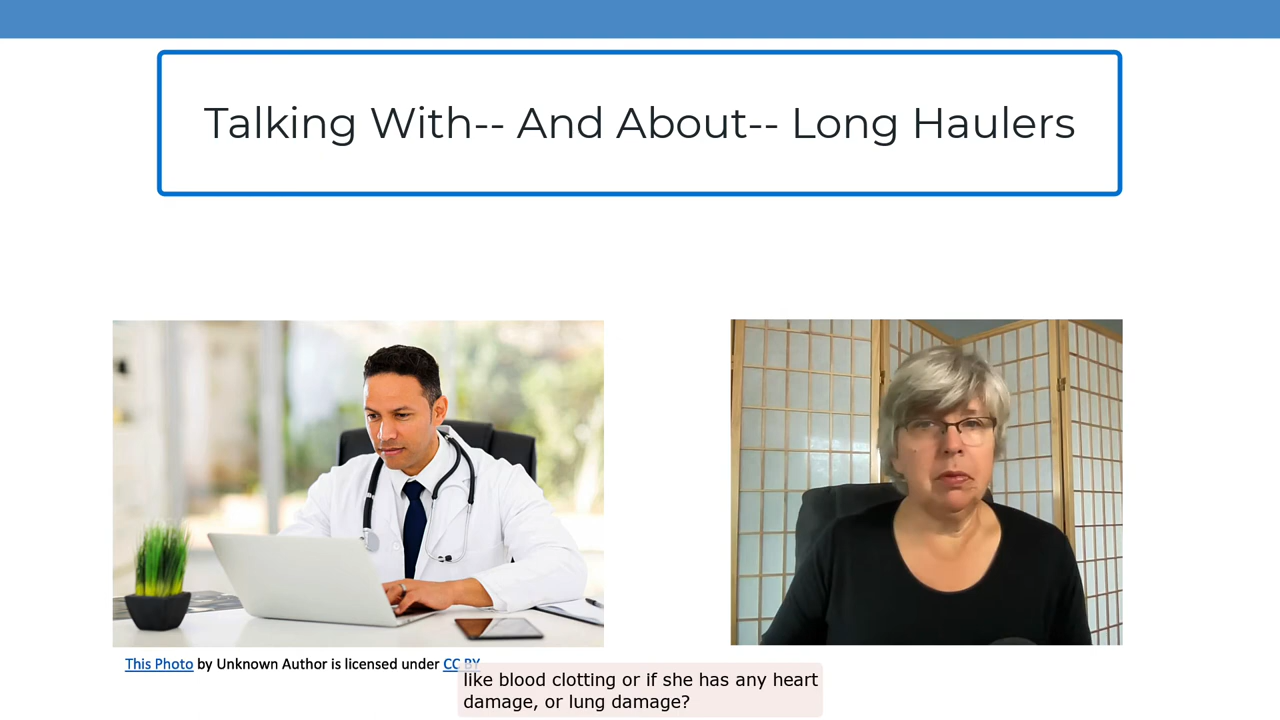 Talking With-- And About-- Long Haulers
This Photo by Unknown Author is licensed under CC BY
like blood clotting or if she has any heart
damage, or lung damage?